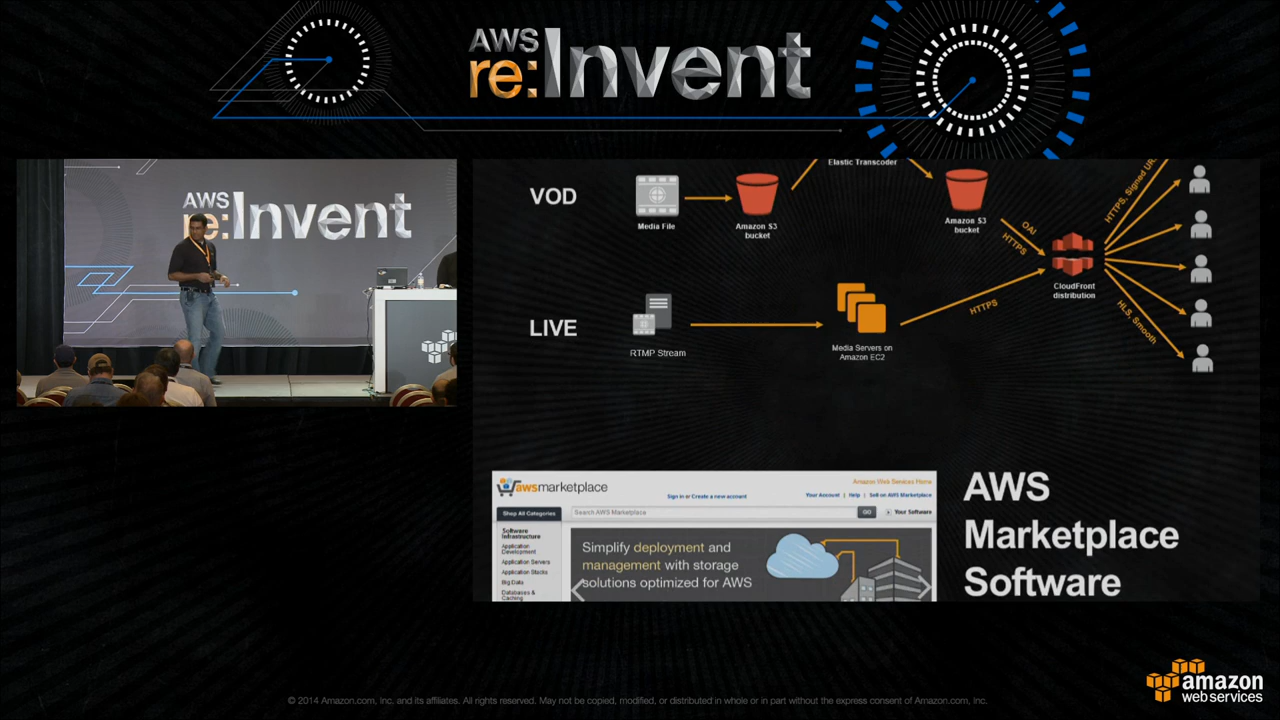 AWS
re:Invent
AWS
re:Invent
Elastic Transcoder
VOD
Media File
Amazon S3
bucket
Amazon S3
bucket
OAI
HTTPS
HTTPS, Signed URL
CloudFront
distribution
HLS, Smooth
HTTPS
LIVE
RTMP Stream
Media Servers on
Amazon EC2
awsmarketplace
Amazon Web Services Home
Sign in or Create a new account
Your Account | Help | Sell on AWS Marketplace
Shop All Categories
Search AWS Marketplace
GO
Your Software
Software
Infrastructure
Application
Development
Application Servers
Application Stacks
Big Data
Databases &
Caching
Simplify deployment and
management with storage
solutions optimized for AWS
AWS
Marketplace
Software
amazon
web services
© 2014 Amazon.com, Inc. and its affiliates. All rights reserved. May not be copied, modified, or distributed in whole or in part without the express consent of Amazon.com, Inc.